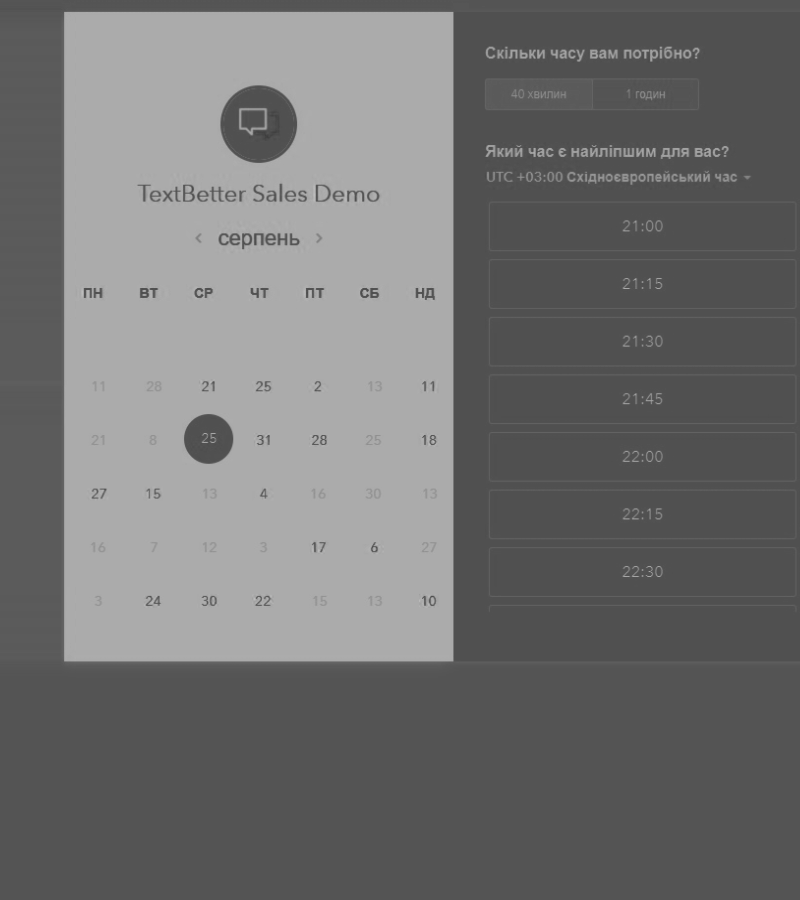 TextBetter Sales Demo
серпень
ПН ВТ СР ЧТ ПТ СБ НД
11 28 21 25 2 13 11
21 8 25 31 28 25 18
27 15 13 4 16 30 13
16 7 12 3 17 6 27
3 24 30 22 15 13 10
Скільки часу вам потрібно?
40 хвилин 1 годин
Який час є найліпшим для вас?
UTC +03:00 Східноєвропейський час
21:00
21:15
21:30
21:45
22:00
22:15
22:30